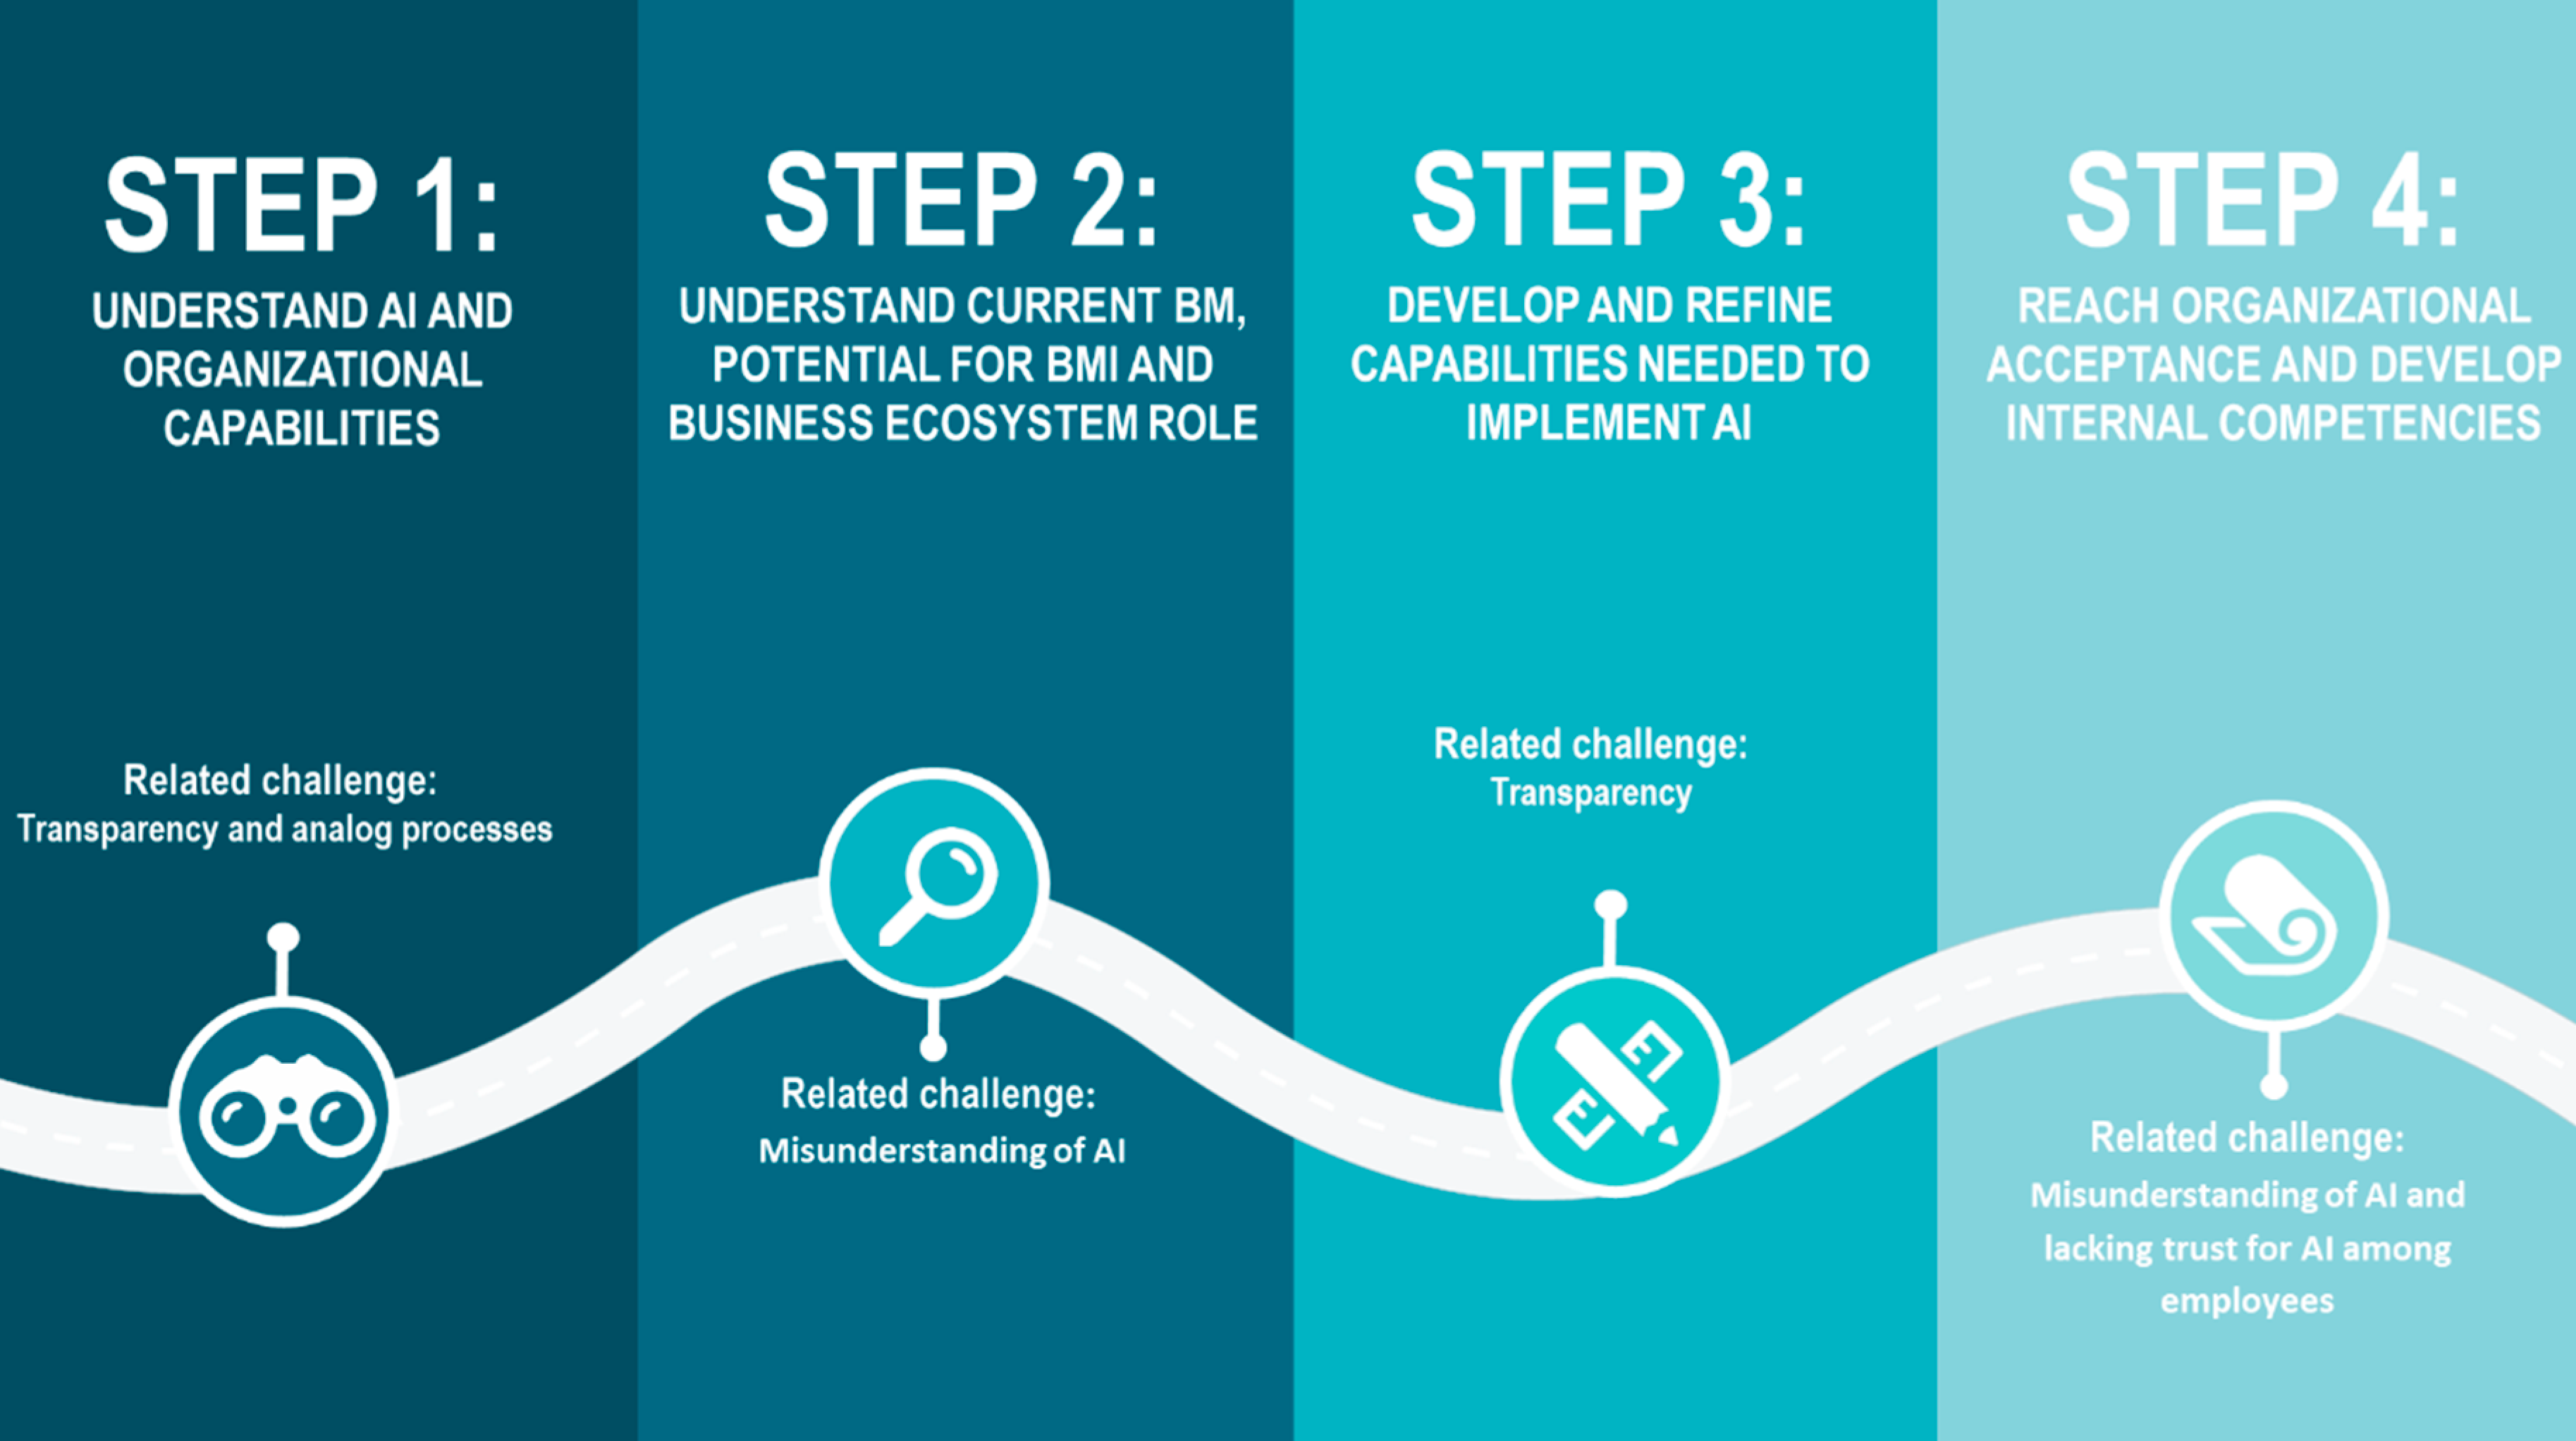 STEP 1:
UNDERSTAND AI AND
ORGANIZATIONAL
CAPABILITIES
Related challenge:
Transparency and analog processes
STEP 2:
UNDERSTAND CURRENT BM,
POTENTIAL FOR BMI AND
BUSINESS ECOSYSTEM ROLE
Related challenge:
Misunderstanding of AI
STEP 3:
DEVELOP AND REFINE
CAPABILITIES NEEDED TO
IMPLEMENT AI
Related challenge:
Transparency
STEP 4:
REACH ORGANIZATIONAL
ACCEPTANCE AND DEVELOP
INTERNAL COMPETENCIES
Related challenge:
Misunderstanding of AI and
lacking trust for AI among
employees